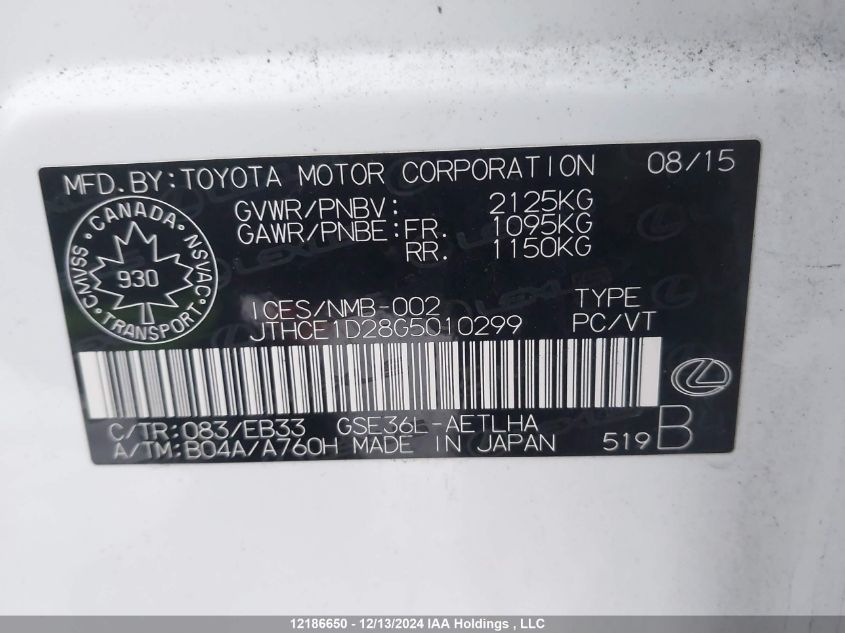 MFD.BY:TOYOTA MOTOR CORPORATION 08/15
GVWR/PNBV: 2125KG
GAWR/PNBE:FR. 1095KG
RR. 1150KG
CANADA
CMVSS NSVAC
930
TRANSPORT
ICES/NMB-002 TYPE
JTHCE1D28G5010299 PC/VT
C/TR:083/EB33 GSE36L-AETLHA
A/TM:B04A/A760H MADE IN JAPAN 519 B
12186650 - 12/13/2024 IAA Holdings , LLC